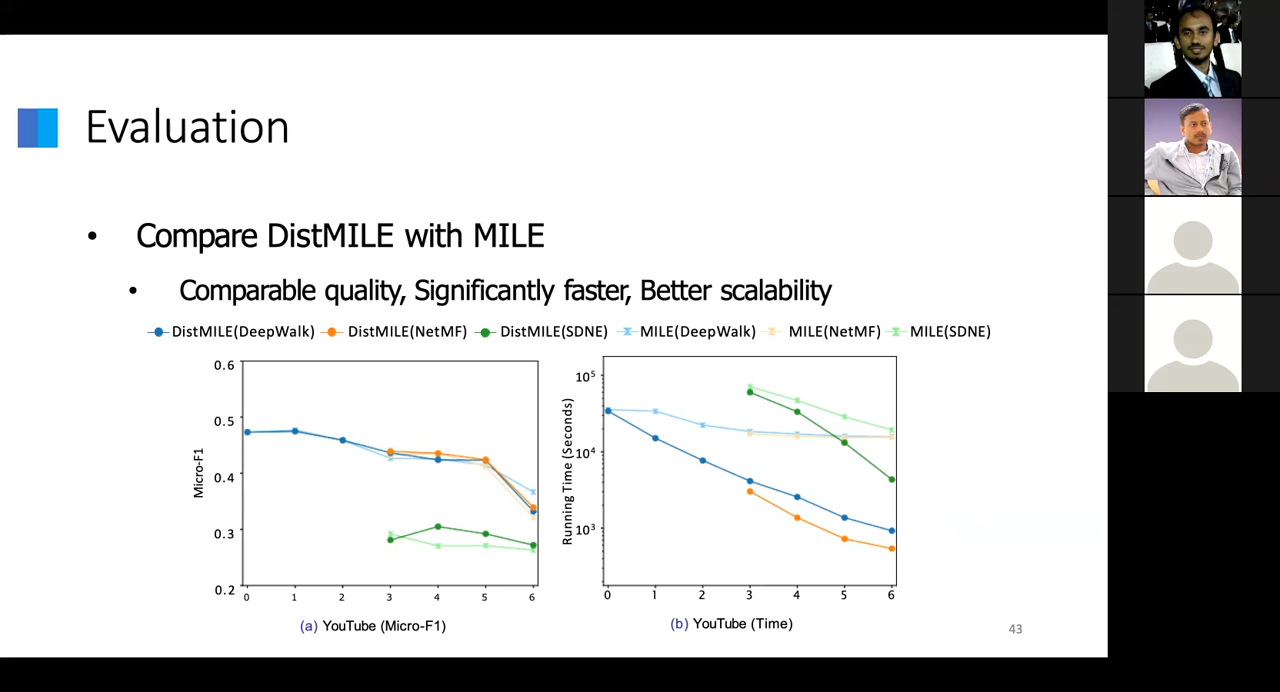 Evaluation
• Compare DistMILE with MILE
• Comparable quality, Significantly faster, Better scalability
DistMILE(DeepWalk) DistMILE(NetMF) DistMILE(SDNE) MILE(DeepWalk) MILE(NetMF) MILE(SDNE)
0.6
0.5
0.4
0.3
0.2
Micro-F1
0 1 2 3 4 5 6
(a) YouTube (Micro-F1)
10⁵
10⁴
10³
Running Time (Seconds)
0 1 2 3 4 5 6
(b) YouTube (Time)
43